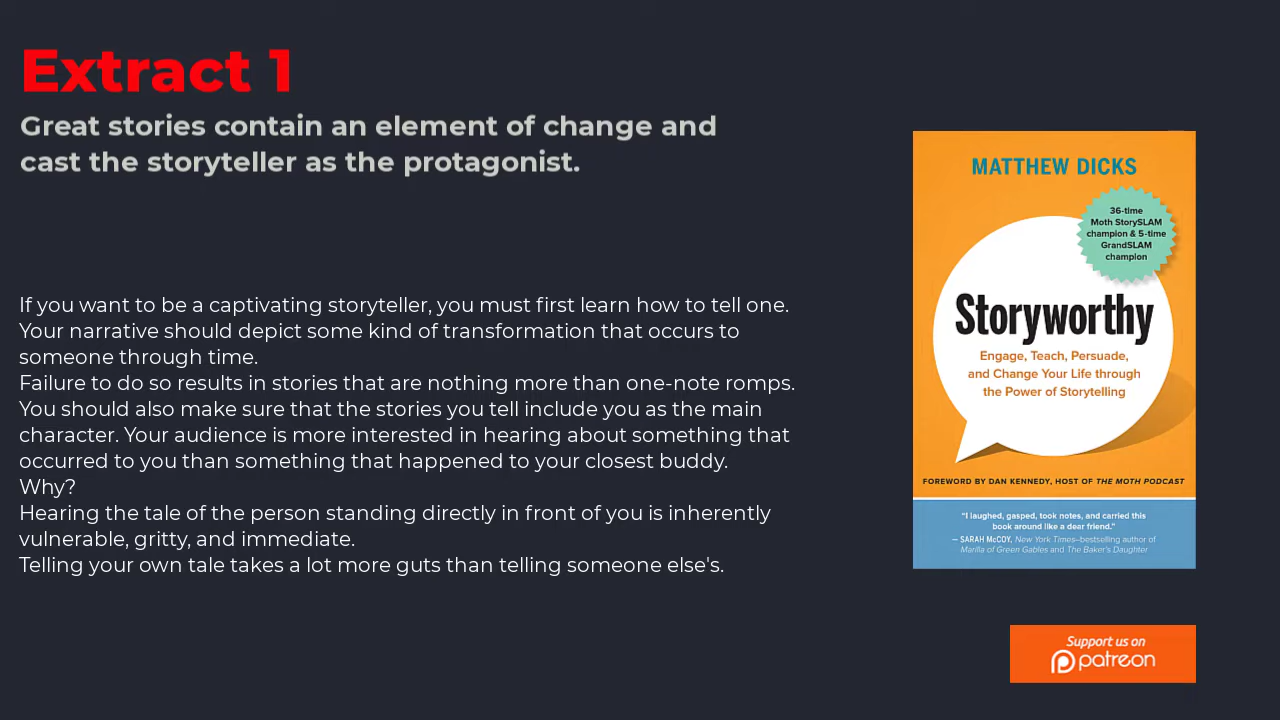 Extract 1
Great stories contain an element of change and
cast the storyteller as the protagonist.
If you want to be a captivating storyteller, you must first learn how to tell one.
Your narrative should depict some kind of transformation that occurs to
someone through time.
Failure to do so results in stories that are nothing more than one-note romps.
You should also make sure that the stories you tell include you as the main
character. Your audience is more interested in hearing about something that
occurred to you than something that happened to your closest buddy.
Why?
Hearing the tale of the person standing directly in front of you is inherently
vulnerable, gritty, and immediate.
Telling your own tale takes a lot more guts than telling someone else's.
MATTHEW DICKS
36-time
Moth StorySLAM
champion & 5-time
GrandSLAM
champion
Storyworthy
Engage, Teach, Persuade,
and Change Your Life through
the Power of Storytelling
FOREWORD BY DAN KENNEDY, HOST OF THE MOTH PODCAST
“I laughed, gasped, took notes, and carried this
book around like a dear friend.”
— SARAH McCOY, New York Times–bestselling author of
Marilla of Green Gables and The Baker's Daughter
Support us on
patreon